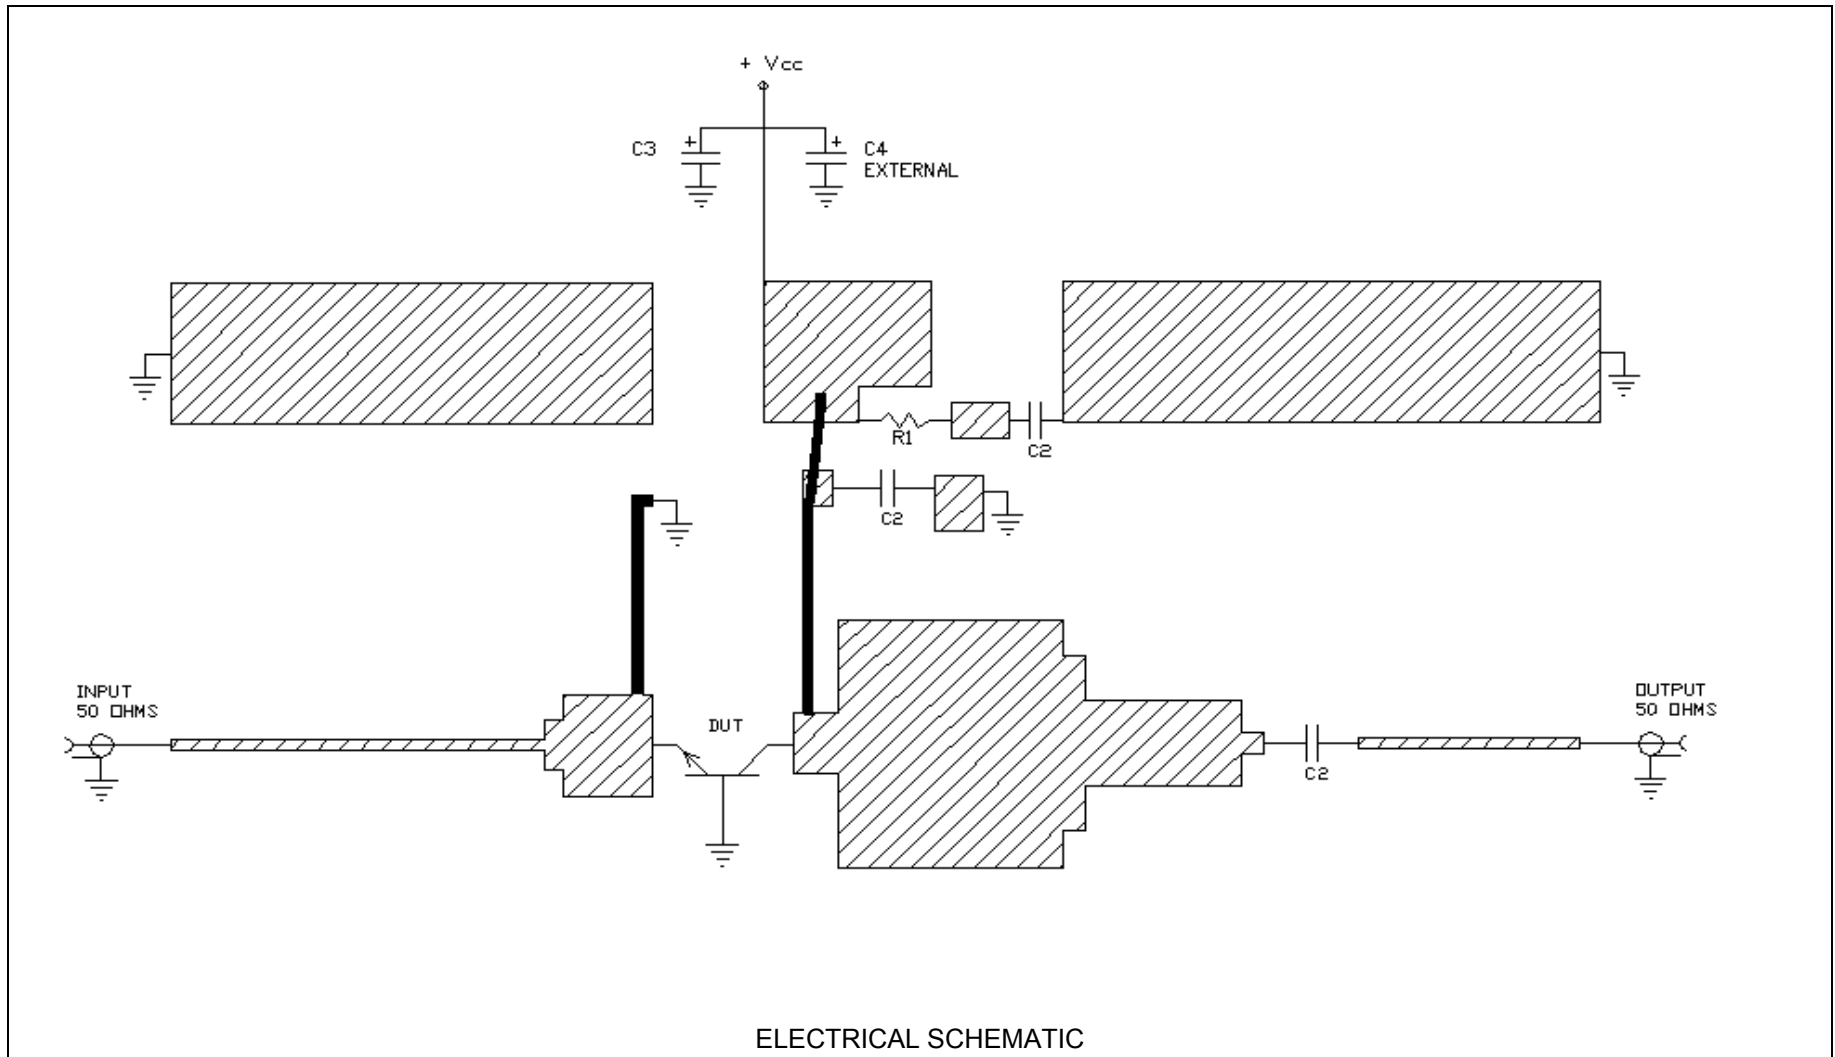 + Vcc
C3
+
+
C4
EXTERNAL
R1
C2
C2
INPUT
50 OHMS
DUT
OUTPUT
50 OHMS
C2
ELECTRICAL SCHEMATIC